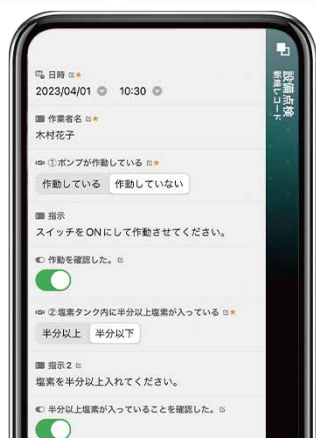 設備点検
新規レコード
日時
2023/04/01 10:30
作業者名
木村花子
①ポンプが作動している
作動している 作動していない
指示
スイッチをONにして作動させてください。
作動を確認した。
②塩素タンク内に半分以上塩素が入っている
半分以上 半分以下
指示2
塩素を半分以上入れてください。
半分以上塩素が入っていることを確認した。